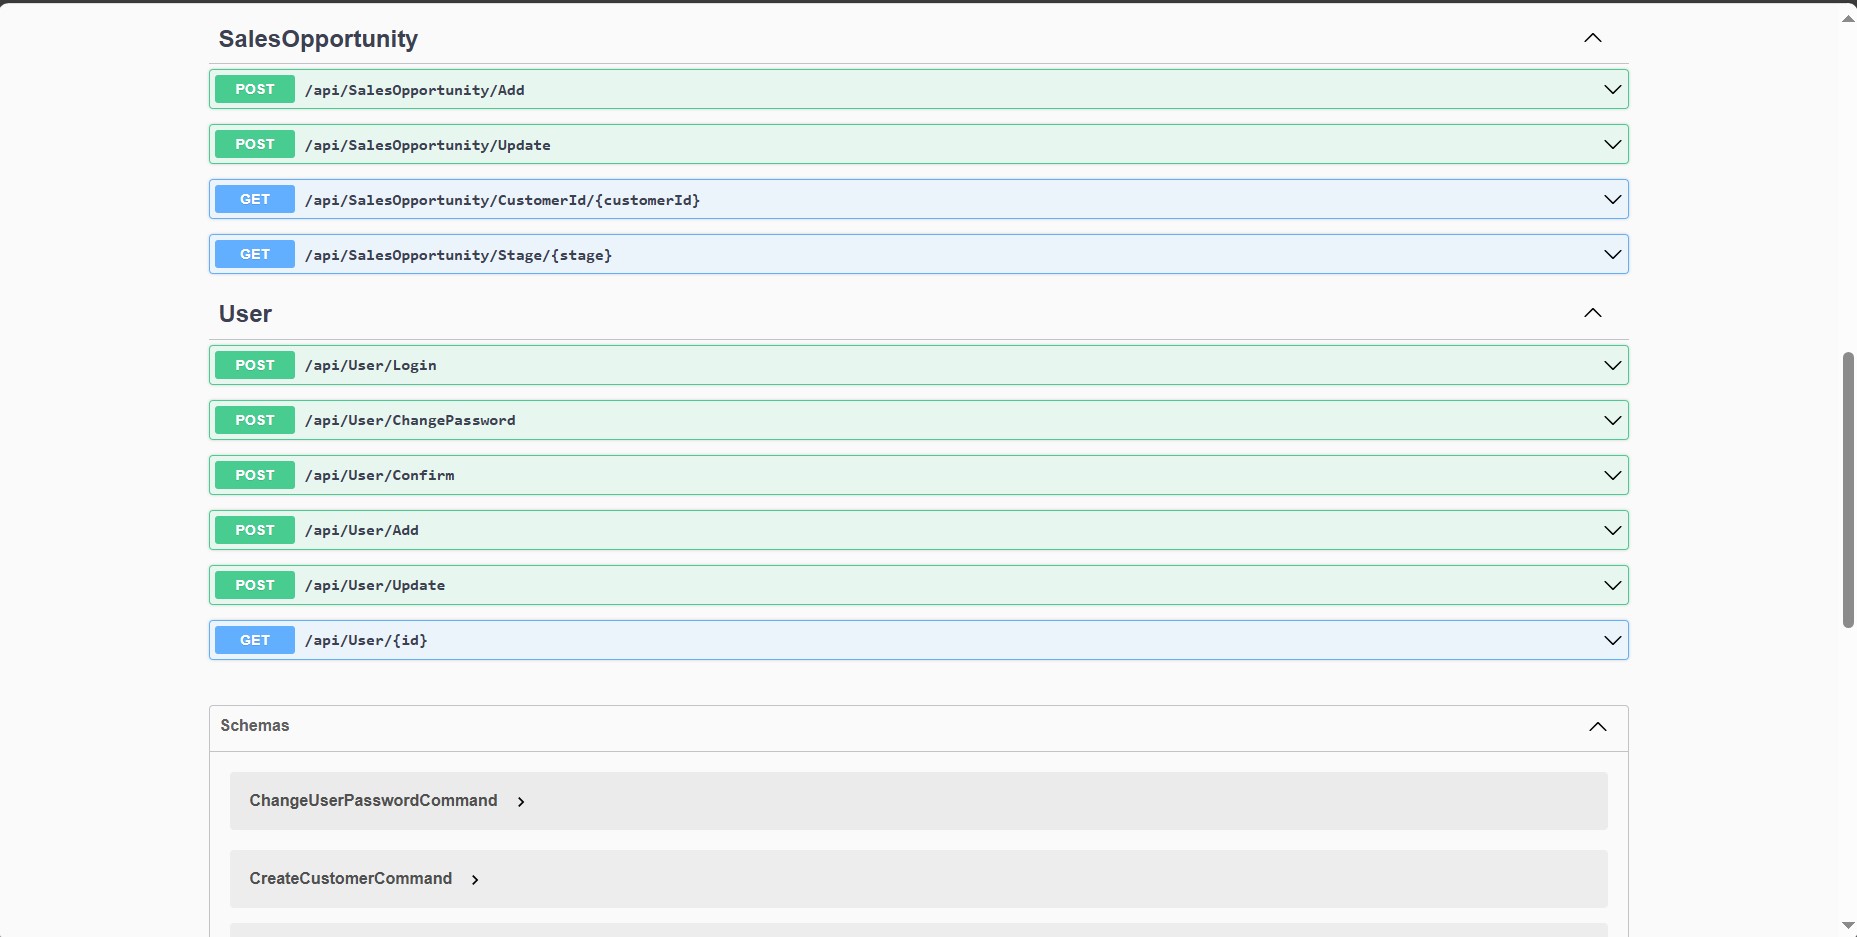 SalesOpportunity
POST /api/SalesOpportunity/Add
POST /api/SalesOpportunity/Update
GET /api/SalesOpportunity/CustomerId/{customerId}
GET /api/SalesOpportunity/Stage/{stage}
User
POST /api/User/Login
POST /api/User/ChangePassword
POST /api/User/Confirm
POST /api/User/Add
POST /api/User/Update
GET /api/User/{id}
Schemas
ChangeUserPasswordCommand
CreateCustomerCommand